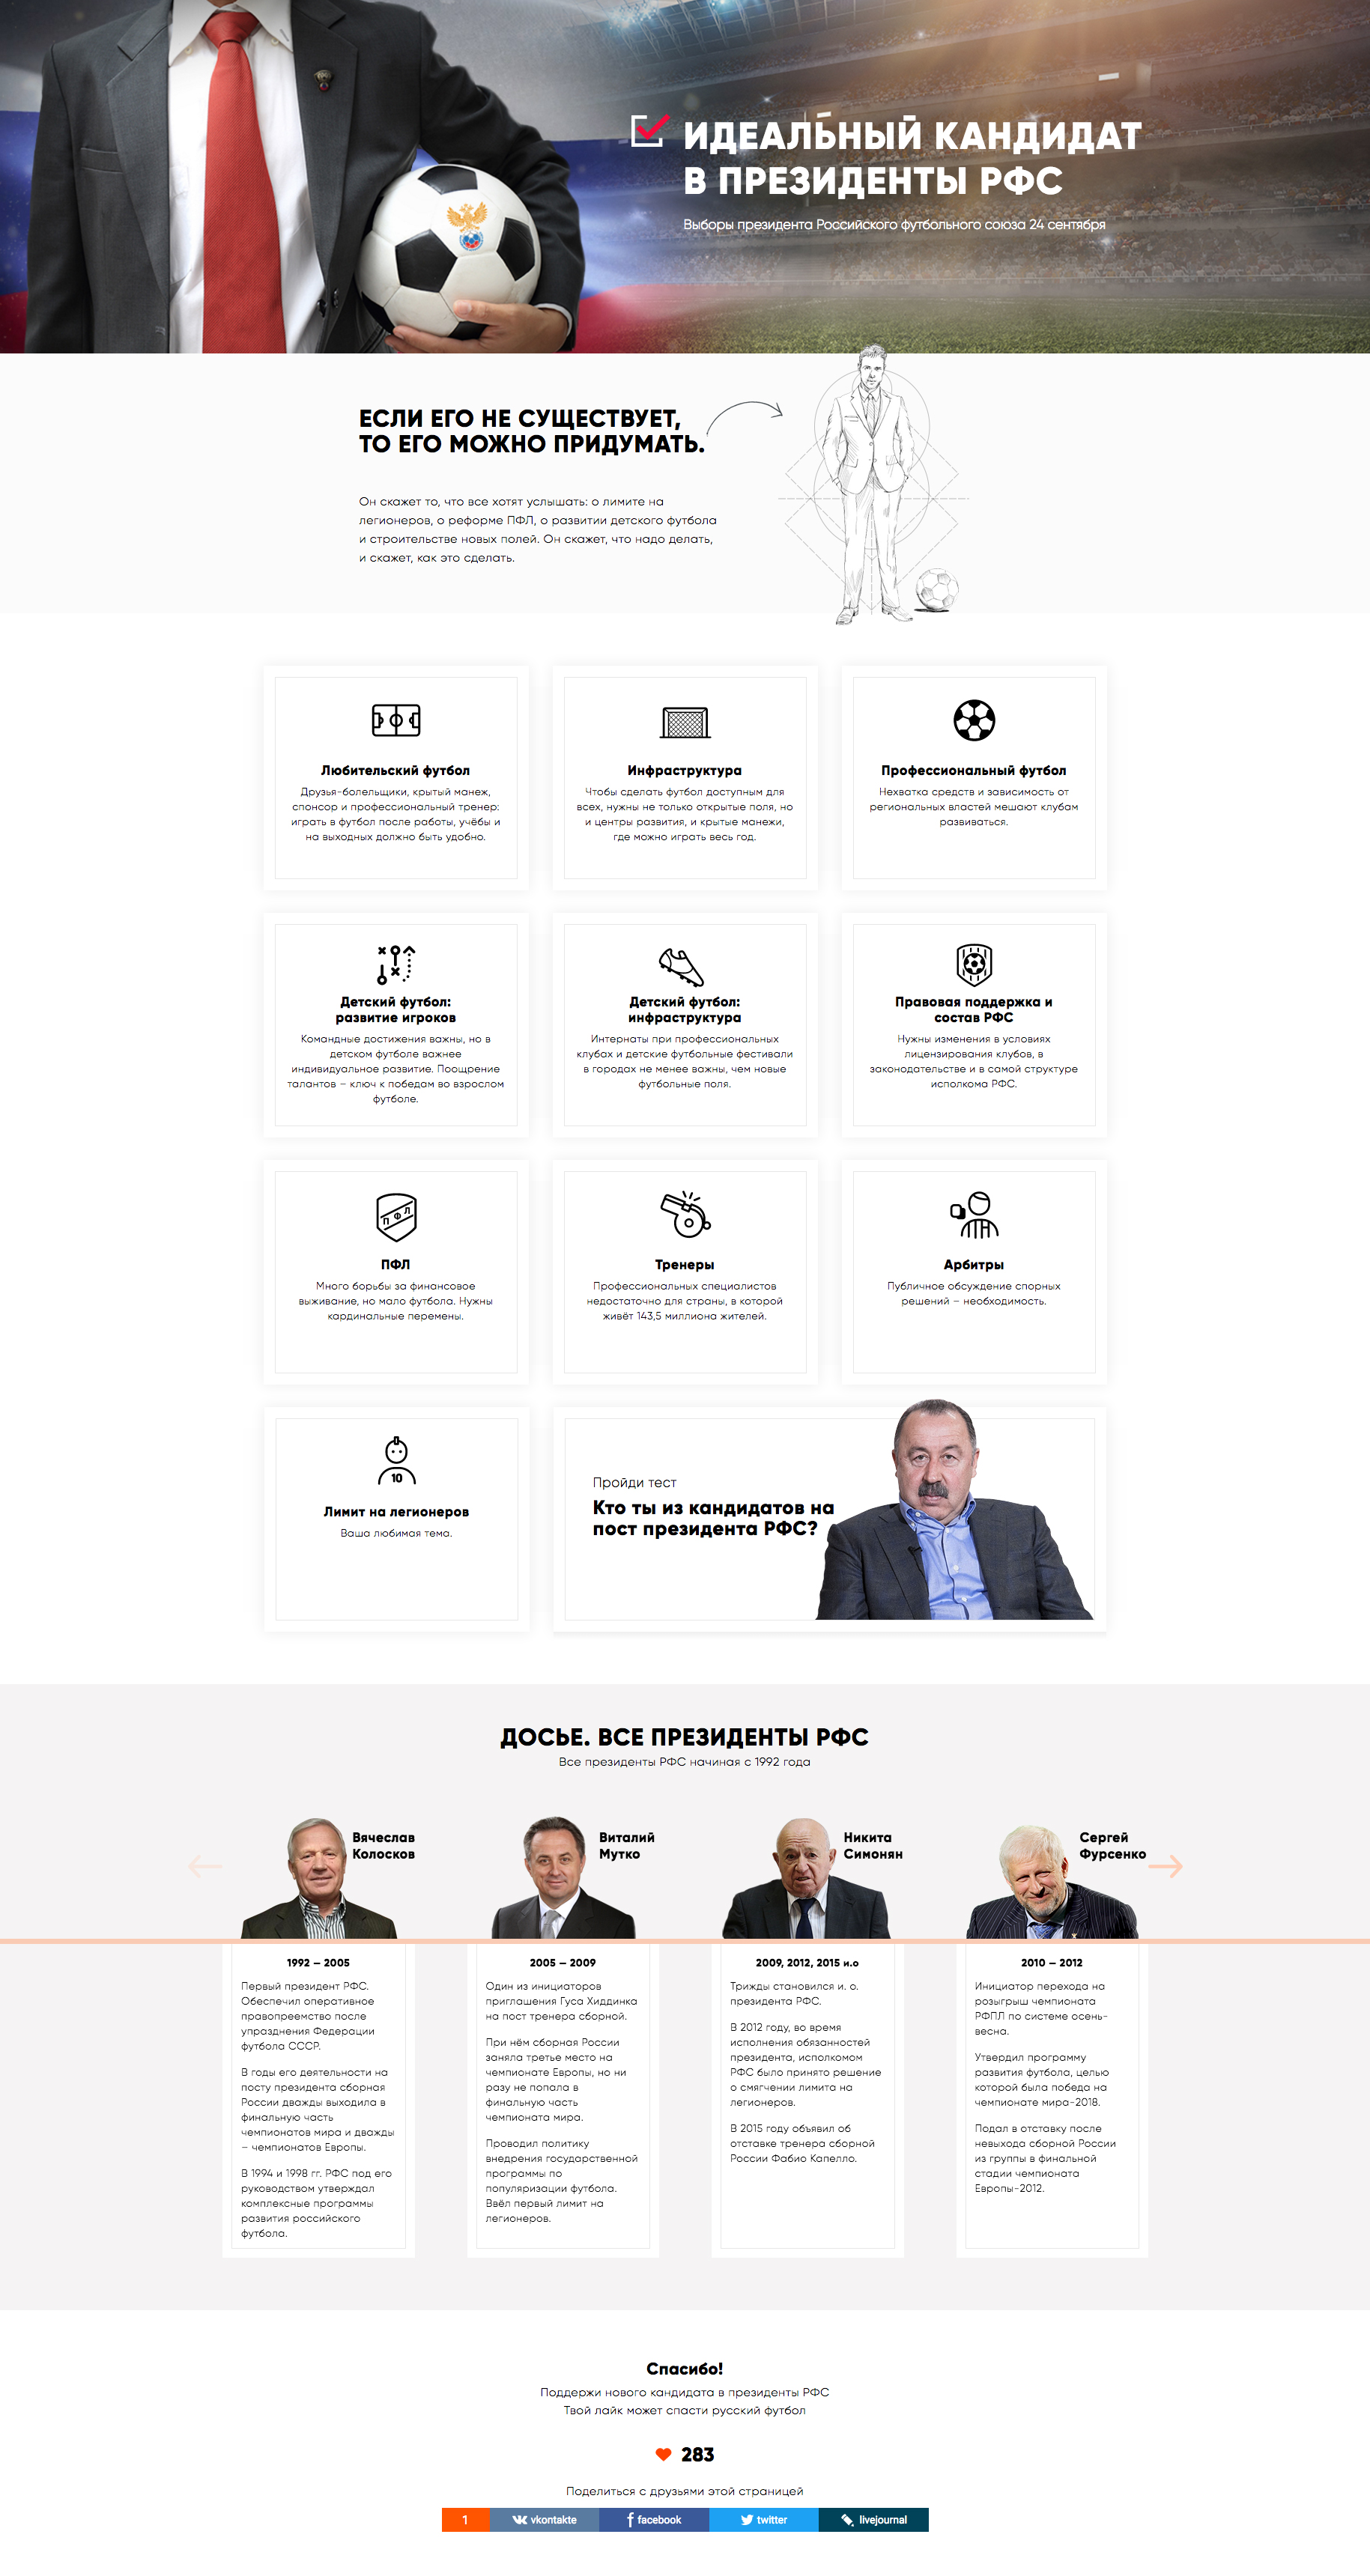 ИДЕАЛЬНЫЙ КАНДИДАТ
В ПРЕЗИДЕНТЫ РФС
Выборы президента Российского футбольного союза 24 сентября
ЕСЛИ ЕГО НЕ СУЩЕСТВУЕТ,
ТО ЕГО МОЖНО ПРИДУМАТЬ.
Он скажет то, что все хотят услышать: о лимите на
легионеров, о реформе ПФЛ, о развитии детского футбола
и строительстве новых полей. Он скажет, что надо делать,
и скажет, как это сделать.
Любительский футбол
Друзья-болельщики, крытый манеж,
спонсор и профессиональный тренер:
играть в футбол после работы, учёбы и
на выходных должно быть удобно.
Инфраструктура
Чтобы сделать футбол доступным для
всех, нужны не только открытые поля, но
и центры развития, и крытые манежи,
где можно играть весь год.
Профессиональный футбол
Нехватка средств и зависимость от
региональных властей мешают клубам
развиваться.
Детский футбол:
развитие игроков
Командные достижения важны, но в
детском футболе важнее
индивидуальное развитие. Поощрение
талантов – ключ к победам во взрослом
футболе.
Детский футбол:
инфраструктура
Интернаты при профессиональных
клубах и детские футбольные фестивали
в городах не менее важны, чем новые
футбольные поля.
Правовая поддержка и
состав РФС
Нужны изменения в условиях
лицензирования клубов, в
законодательстве и в самой структуре
исполкома РФС.
ПФЛ
ПФЛ
Много борьбы за финансовое
выживание, но мало футбола. Нужны
кардинальные перемены.
Тренеры
Профессиональных специалистов
недостаточно для страны, в которой
живёт 143,5 миллиона жителей.
Арбитры
Публичное обсуждение спорных
решений – необходимость.
10
Лимит на легионеров
Ваша любимая тема.
Пройди тест
Кто ты из кандидатов на
пост президента РФС?
ДОСЬЕ. ВСЕ ПРЕЗИДЕНТЫ РФС
Все президенты РФС начиная с 1992 года
Вячеслав
Колосков
1992 – 2005
Первый президент РФС.
Обеспечил оперативное
правопреемство после
упразднения Федерации
футбола СССР.
В годы его деятельности на
посту президента сборная
России дважды выходила в
финальную часть
чемпионатов мира и дважды
– чемпионатов Европы.
В 1994 и 1998 гг. РФС под его
руководством утверждал
комплексные программы
развития российского
футбола.
Виталий
Мутко
2005 – 2009
Один из инициаторов
приглашения Гуса Хиддинка
на пост тренера сборной.
При нём сборная России
заняла третье место на
чемпионате Европы, но ни
разу не попала в
финальную часть
чемпионата мира.
Проводил политику
внедрения государственной
программы по
популяризации футбола.
Ввёл первый лимит на
легионеров.
Никита
Симонян
2009, 2012, 2015 и.о
Трижды становился и. о.
президента РФС.
В 2012 году, во время
исполнения обязанностей
президента, исполкомом
РФС было принято решение
о смягчении лимита на
легионеров.
В 2015 году объявил об
отставке тренера сборной
России Фабио Капелло.
Сергей
Фурсенко
2010 – 2012
Инициатор перехода на
розыгрыш чемпионата
РФПЛ по системе осень-
весна.
Утвердил программу
развития футбола, целью
которой была победа на
чемпионате мира-2018.
Подал в отставку после
невыхода сборной России
из группы в финальной
стадии чемпионата
Европы-2012.
Спасибо!
Поддержи нового кандидата в президенты РФС
Твой лайк может спасти русский футбол
283
Поделиться с друзьями этой страницей
1
vkontakte
facebook
twitter
livejournal